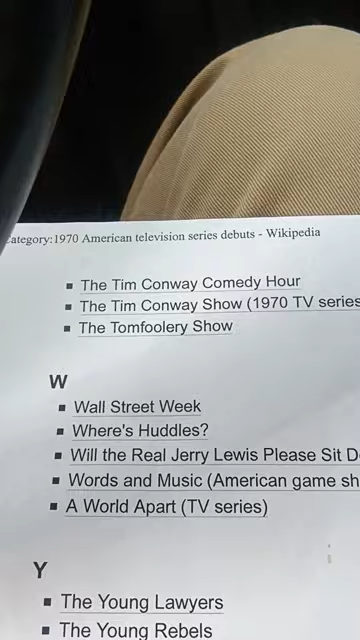 Category:1970 American television series debuts - Wikipedia
The Tim Conway Comedy Hour
The Tim Conway Show (1970 TV series
The Tomfoolery Show
W
Wall Street Week
Where's Huddles?
Will the Real Jerry Lewis Please Sit D
Words and Music (American game sh
A World Apart (TV series)
Y
The Young Lawyers
The Young Rebels